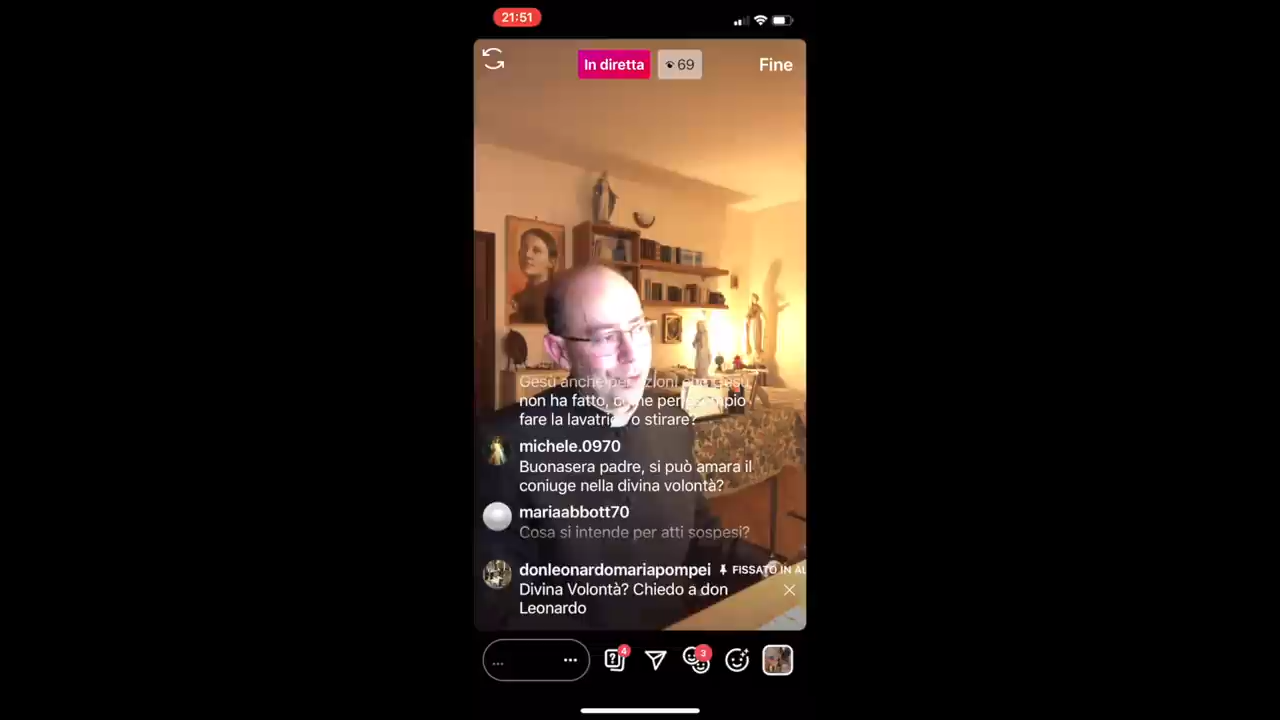 21:51
In diretta
69
Fine
Gesù anche per azioni che Gesù
non ha fatto, come per esempio
fare la lavatrice o stirare?
michele.0970
Buonasera padre, si può amara il
coniuge nella divina volontà?
mariaabbott70
Cosa si intende per atti sospesi?
donleonardomariapompei FISSATO IN AL
Divina Volontà? Chiedo a don
Leonardo
...
4
3